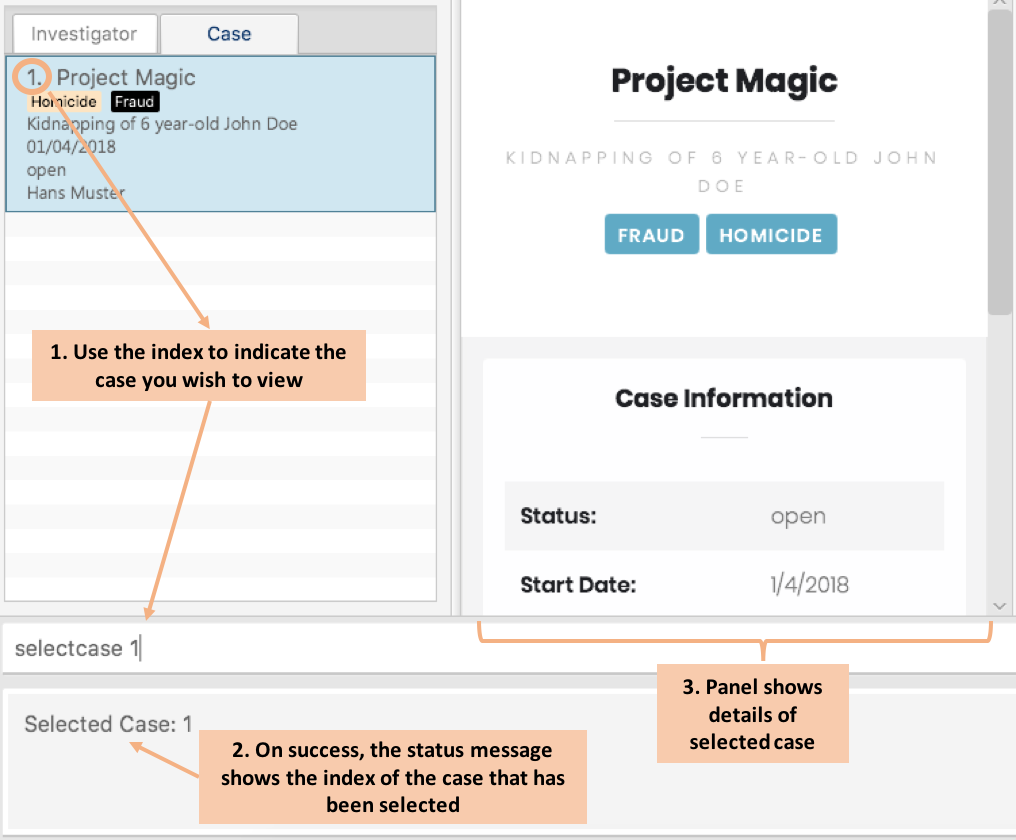 Investigator
Case
1. Project Magic
Homicide Fraud
Kidnapping of 6 year-old John Doe
01/04/2018
open
Hans Muster
1. Use the index to indicate the
case you wish to view
selectcase 1
Selected Case: 1
2. On success, the status message
shows the index of the case that has
been selected
Project Magic
KIDNAPPING OF 6 YEAR-OLD JOHN
DOE
FRAUD HOMICIDE
Case Information
Status: open
Start Date: 1/4/2018
3. Panel shows
details of
selected case